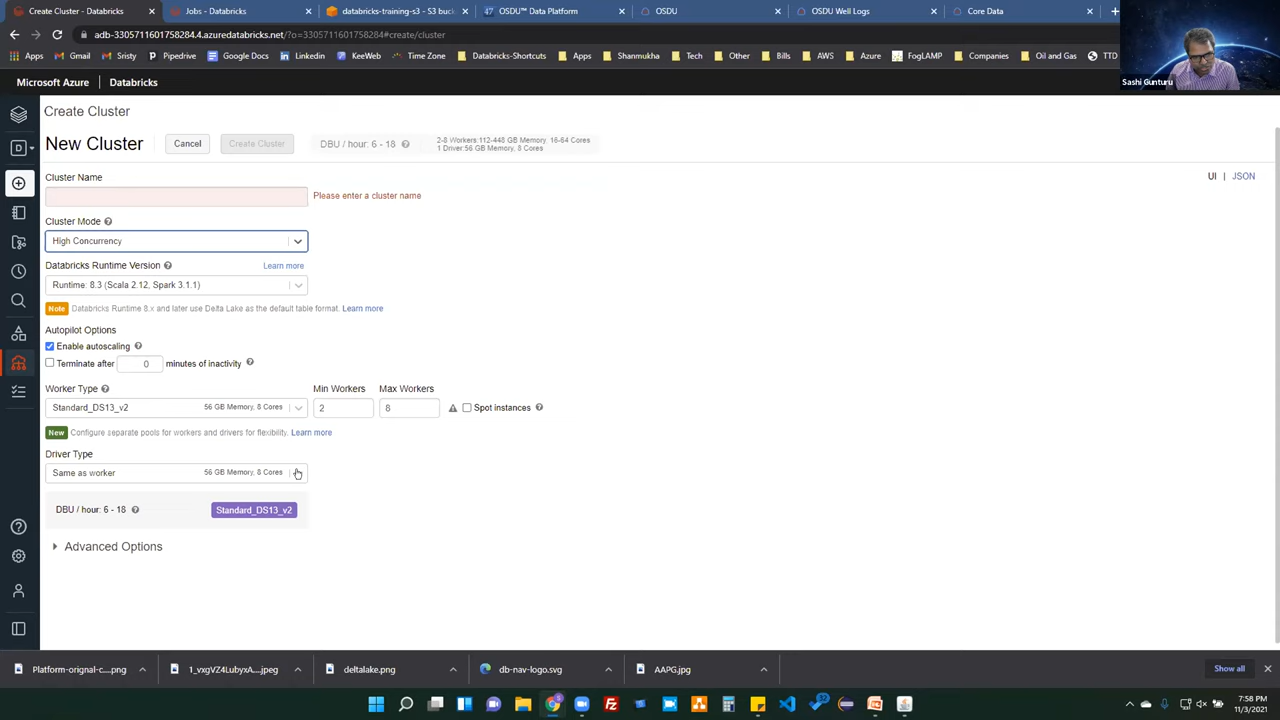 Create Cluster - Databricks
Jobs - Databricks
databricks-training-s3 - S3 buck
OSDU™ Data Platform
OSDU
OSDU Well Logs
Core Data
adb-3305711601758284.4.azuredatabricks.net/?o=3305711601758284#create/cluster
Apps
Gmail
Sristy
Pipedrive
Google Docs
Linkedin
KeeWeb
Training
Databricks-Shortcuts
Apps
Shanmukha
Tech
Other
Bills
AWS
Azure
FogLAMP
Companies
Oil and Gas
TTD
Sashi Gunturu
Microsoft Azure
Databricks
Create Cluster
New Cluster
Cancel
Create Cluster
DBU / hour: 6 - 18
2-8 Workers:112-448 GB Memory, 16-64 Cores
1 Driver:56 GB Memory, 8 Cores
UI | JSON
Cluster Name
Please enter a cluster name
Cluster Mode
High Concurrency
Databricks Runtime Version
Learn more
Runtime: 8.3 (Scala 2.12, Spark 3.1.1)
Note Databricks Runtime 8.x and later use Delta Lake as the default table format. Learn more
Autopilot Options
Enable autoscaling
Terminate after 0 minutes of inactivity
Worker Type
Min Workers
Max Workers
Standard_DS13_v2 56 GB Memory, 8 Cores
2
8
Spot instances
New Configure separate pools for workers and drivers for flexibility. Learn more
Driver Type
Same as worker 56 GB Memory, 8 Cores
DBU / hour: 6 - 18
Standard_DS13_v2
Advanced Options
Platform-orignal-c....png
1_vxgVZ4LubyxA....jpeg
deltalake.png
db-nav-logo.svg
AAPG.jpg
Show all
7:58 PM
11/3/2021